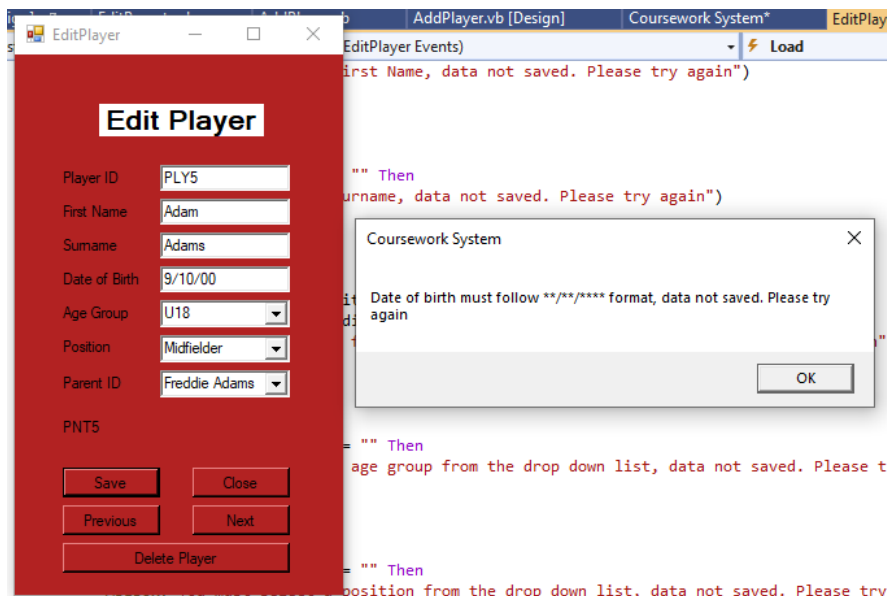 AddPlayer.vb [Design] Coursework System* EditPlay
EditPlayer
EditPlayer Events) Load
irst Name, data not saved. Please try again")
Edit Player
"" Then
Player ID PLY5
urname, data not saved. Please try again")
First Name Adam
Surname Adams
Date of Birth 9/10/00
Age Group U18
Position Midfielder
Parent ID Freddie Adams
PNT5
Save Close
Previous Next
Delete Player
Coursework System
Date of birth must follow **/**/**** format, data not saved. Please try
again
OK
= "" Then
age group from the drop down list, data not saved. Please t
= "" Then
position from the drop down list, data not saved. Please try